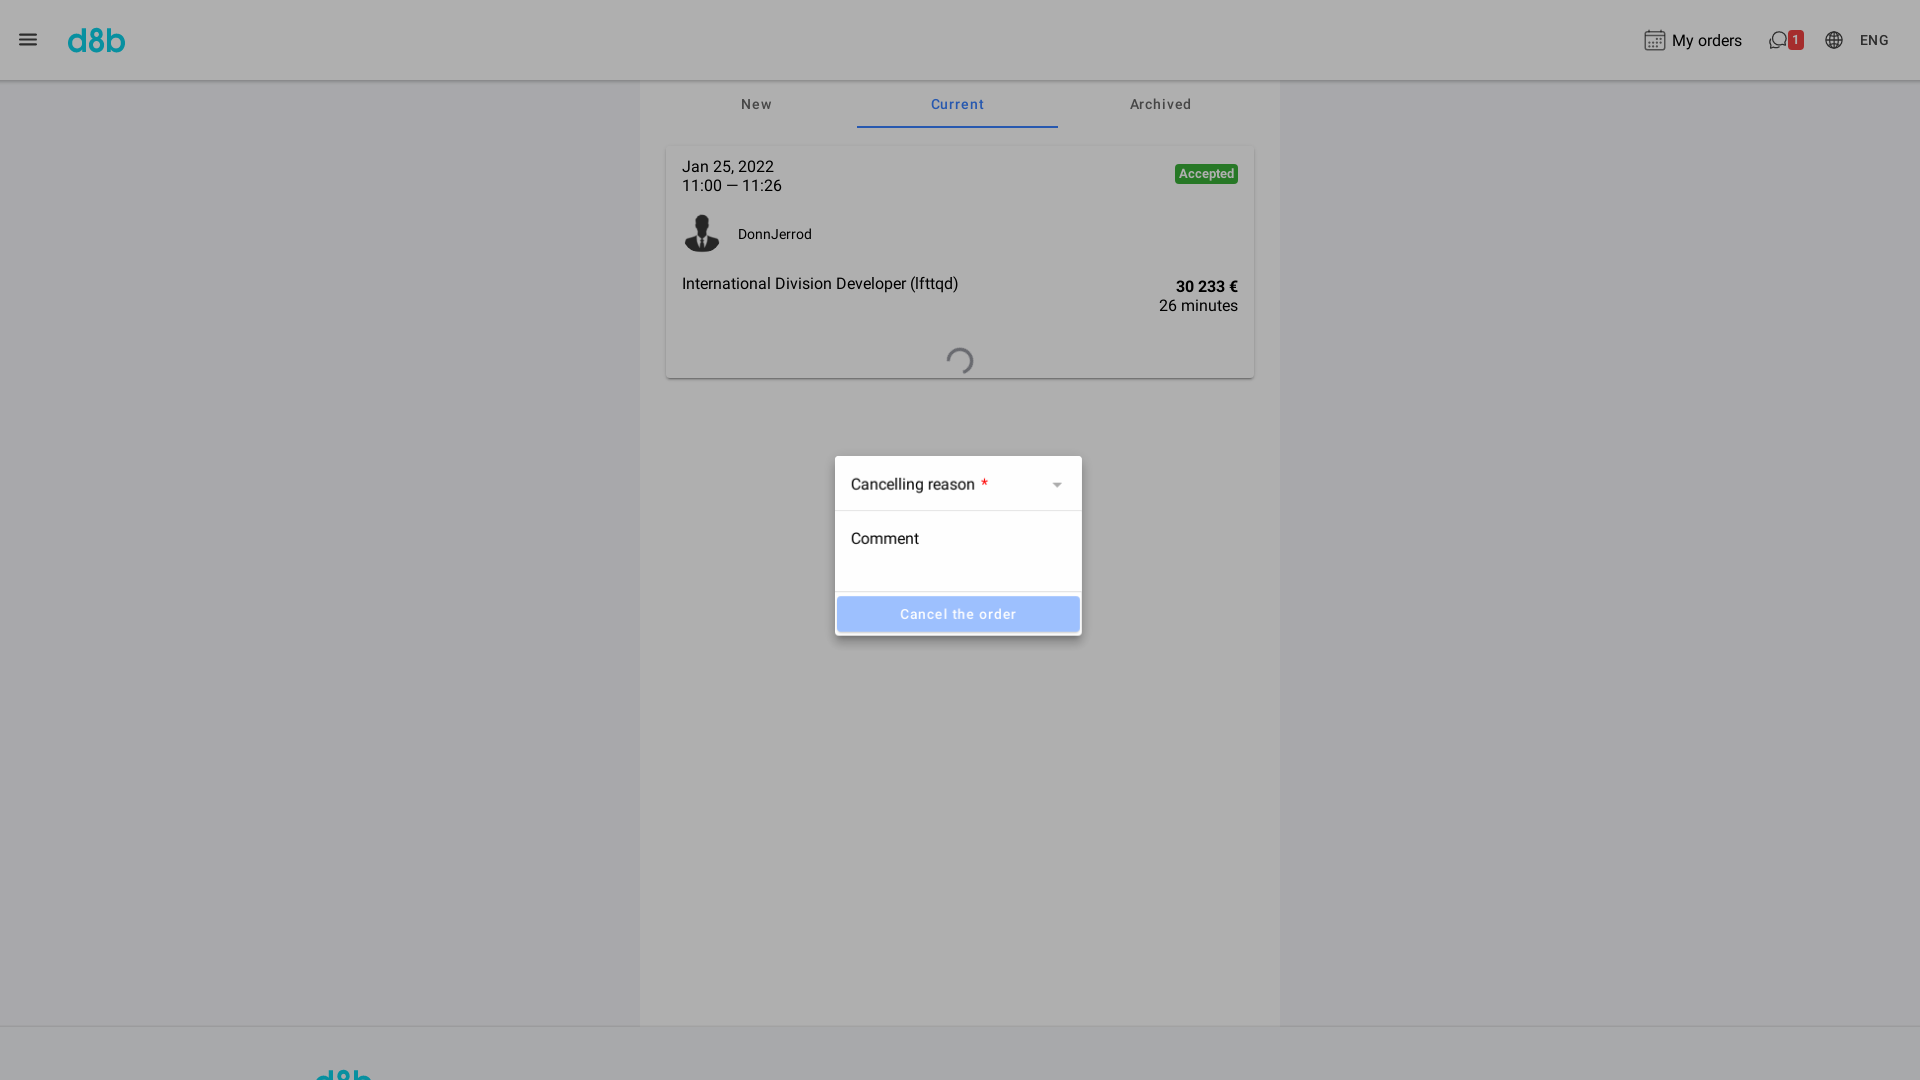 d8b
My orders
1
ENG
New
Current
Archived
Jan 25, 2022
11:00 — 11:26
Accepted
DonnJerrod
International Division Developer (lfttqd)
30 233 €
26 minutes
Cancelling reason *
Comment
Cancel the order
d8b